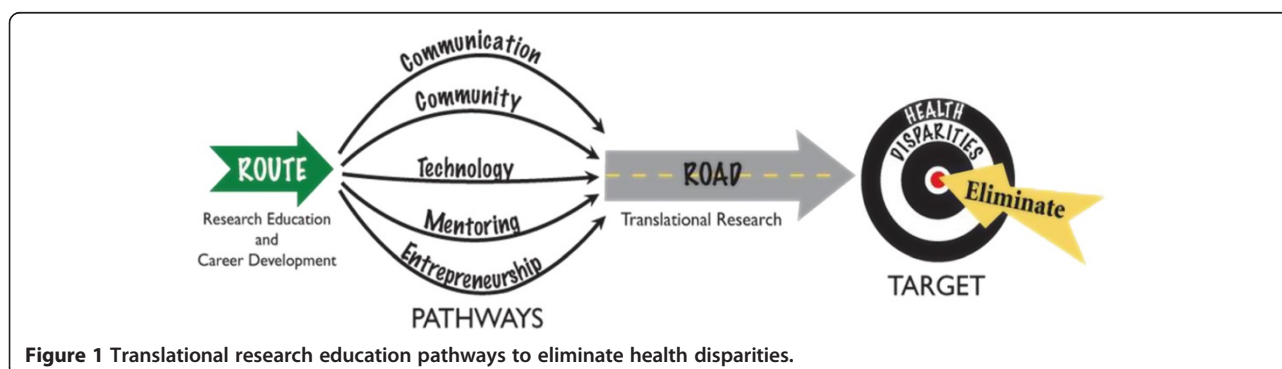 ROUTE
Research Education
and
Career Development
Communication
Community
Technology
Mentoring
Entrepreneurship
PATHWAYS
ROAD
Translational Research
HEALTH
DISPARITIES
Eliminate
TARGET
Figure 1 Translational research education pathways to eliminate health disparities.